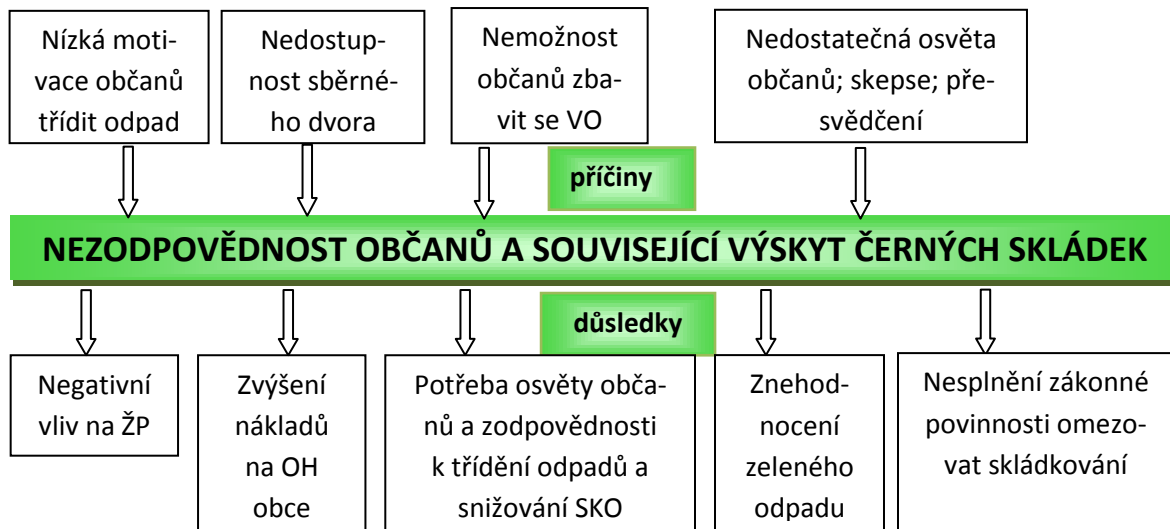 Nízká moti-
vace občanů
třídit odpad
Nedostup-
nost sběrné-
ho dvora
Nemožnost
občanů zba-
vit se VO
Nedostatečná osvěta
občanů; skepse; pře-
svědčení
příčiny
NEZODPOVĚDNOST OBČANŮ A SOUVISEJÍCÍ VÝSKYT ČERNÝCH SKLÁDEK
důsledky
Negativní
vliv na ŽP
Zvýšení
nákladů
na OH
obce
Potřeba osvěty obča-
nů a zodpovědnosti
k třídění odpadů a
snižování SKO
Znehod-
nocení
zeleného
odpadu
Nesplnění zákonné
povinnosti omezo-
vat skládkování